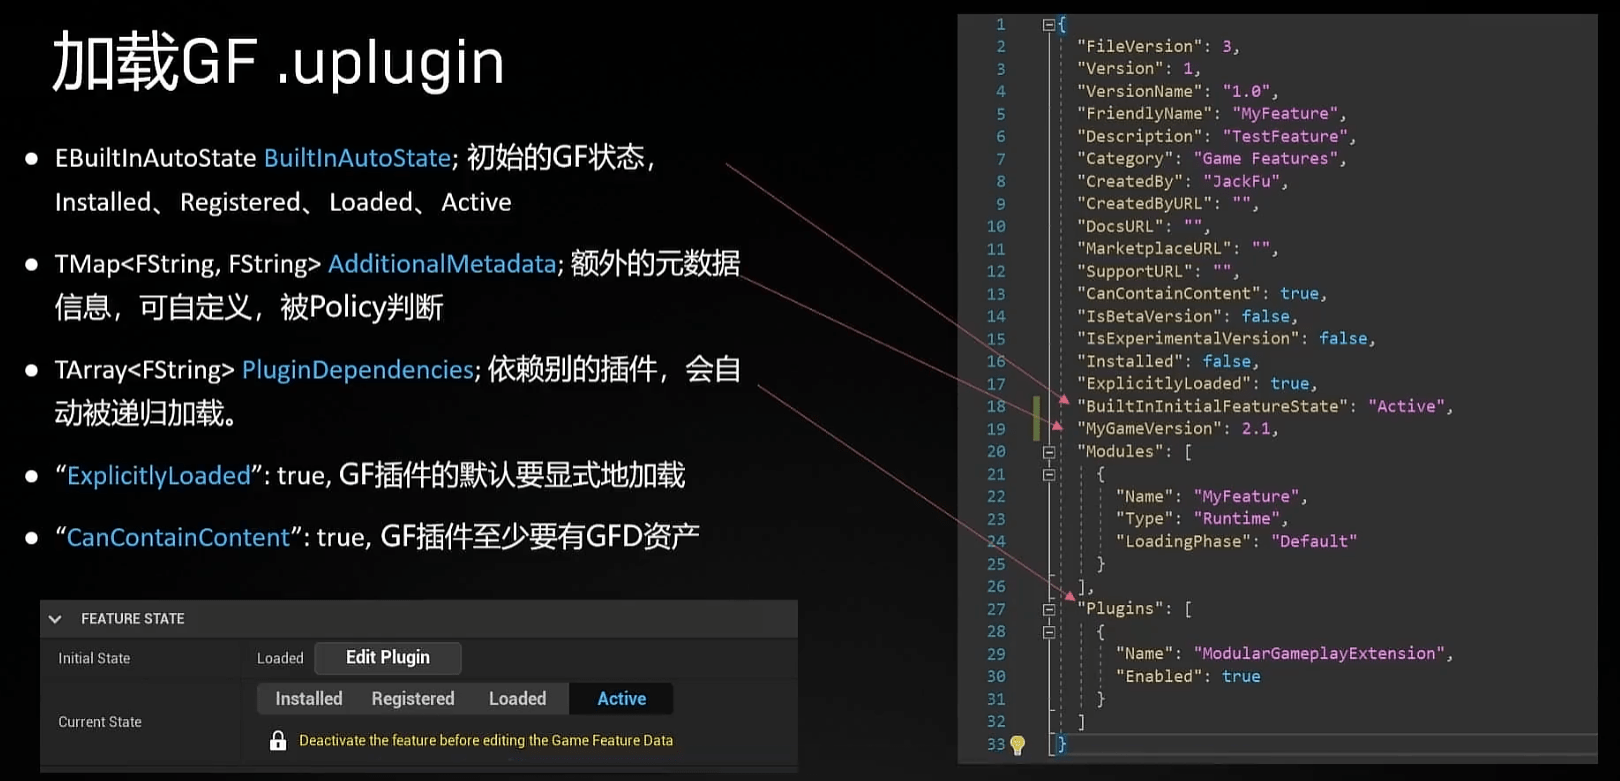 加载GF .uplugin
● EBuiltInAutoState BuiltInAutoState; 初始的GF状态,
Installed、Registered、Loaded、Active
● TMap<FString, FString> AdditionalMetadata; 额外的元数据
信息，可自定义，被Policy判断
● TArray<FString> PluginDependencies; 依赖别的插件，会自
动被递归加载。
● “ExplicitlyLoaded”: true, GF插件的默认要显式地加载
● “CanContainContent”: true, GF插件至少要有GFD资产
FEATURE STATE
Initial State Loaded Edit Plugin
Installed Registered Loaded Active
Current State
Deactivate the feature before editing the Game Feature Data
1 {
2 "FileVersion": 3,
3 "Version": 1,
4 "VersionName": "1.0",
5 "FriendlyName": "MyFeature",
6 "Description": "TestFeature",
7 "Category": "Game Features",
8 "CreatedBy": "JackFu",
9 "CreatedByURL": "",
10 "DocsURL": "",
11 "MarketplaceURL": "",
12 "SupportURL": "",
13 "CanContainContent": true,
14 "IsBetaVersion": false,
15 "IsExperimentalVersion": false,
16 "Installed": false,
17 "ExplicitlyLoaded": true,
18 "BuiltInInitialFeatureState": "Active",
19 "MyGameVersion": 2.1,
20 "Modules": [
21 {
22 "Name": "MyFeature",
23 "Type": "Runtime",
24 "LoadingPhase": "Default"
25 }
26 ],
27 "Plugins": [
28 {
29 "Name": "ModularGameplayExtension",
30 "Enabled": true
31 }
32 ]
33 }